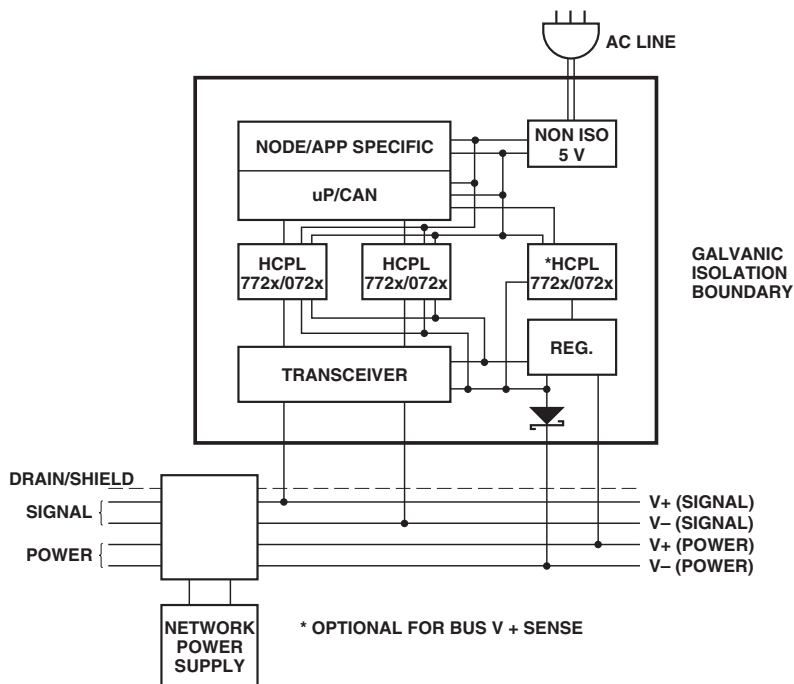 AC LINE
NON ISO
5 V
NODE/APP SPECIFIC
uP/CAN
HCPL
772x/072x
HCPL
772x/072x
*HCPL
772x/072x
GALVANIC
ISOLATION
BOUNDARY
REG.
TRANSCEIVER
DRAIN/SHIELD
SIGNAL
POWER
V+ (SIGNAL)
V– (SIGNAL)
V+ (POWER)
V– (POWER)
NETWORK
POWER
SUPPLY
* OPTIONAL FOR BUS V + SENSE